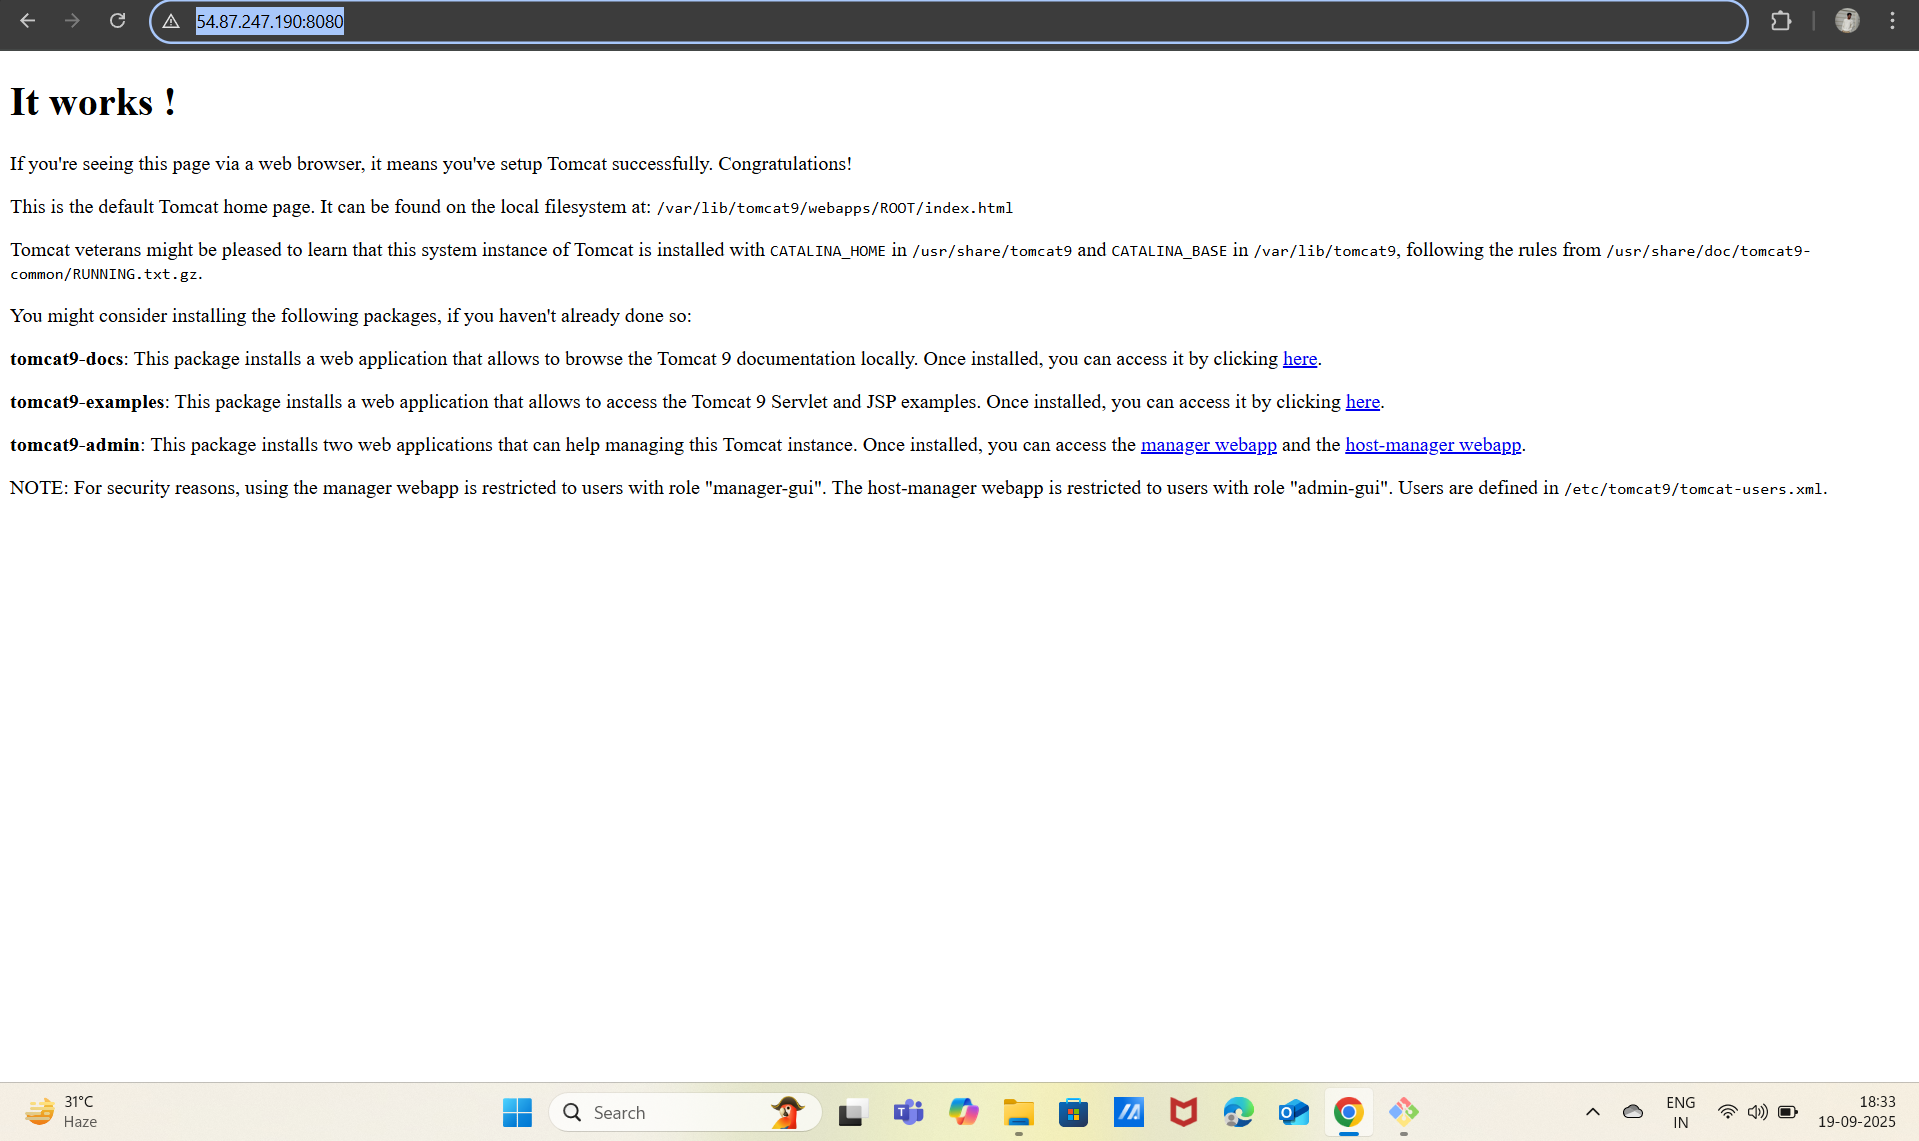 54.87.247.190:8080
It works !
If you're seeing this page via a web browser, it means you've setup Tomcat successfully. Congratulations!
This is the default Tomcat home page. It can be found on the local filesystem at: /var/lib/tomcat9/webapps/ROOT/index.html
Tomcat veterans might be pleased to learn that this system instance of Tomcat is installed with CATALINA_HOME in /usr/share/tomcat9 and CATALINA_BASE in /var/lib/tomcat9, following the rules from /usr/share/doc/tomcat9-
common/RUNNING.txt.gz.
You might consider installing the following packages, if you haven't already done so:
tomcat9-docs: This package installs a web application that allows to browse the Tomcat 9 documentation locally. Once installed, you can access it by clicking here.
tomcat9-examples: This package installs a web application that allows to access the Tomcat 9 Servlet and JSP examples. Once installed, you can access it by clicking here.
tomcat9-admin: This package installs two web applications that can help managing this Tomcat instance. Once installed, you can access the manager webapp and the host-manager webapp.
NOTE: For security reasons, using the manager webapp is restricted to users with role "manager-gui". The host-manager webapp is restricted to users with role "admin-gui". Users are defined in /etc/tomcat9/tomcat-users.xml.
31°C
Haze
Search
ENG
IN
18:33
19-09-2025